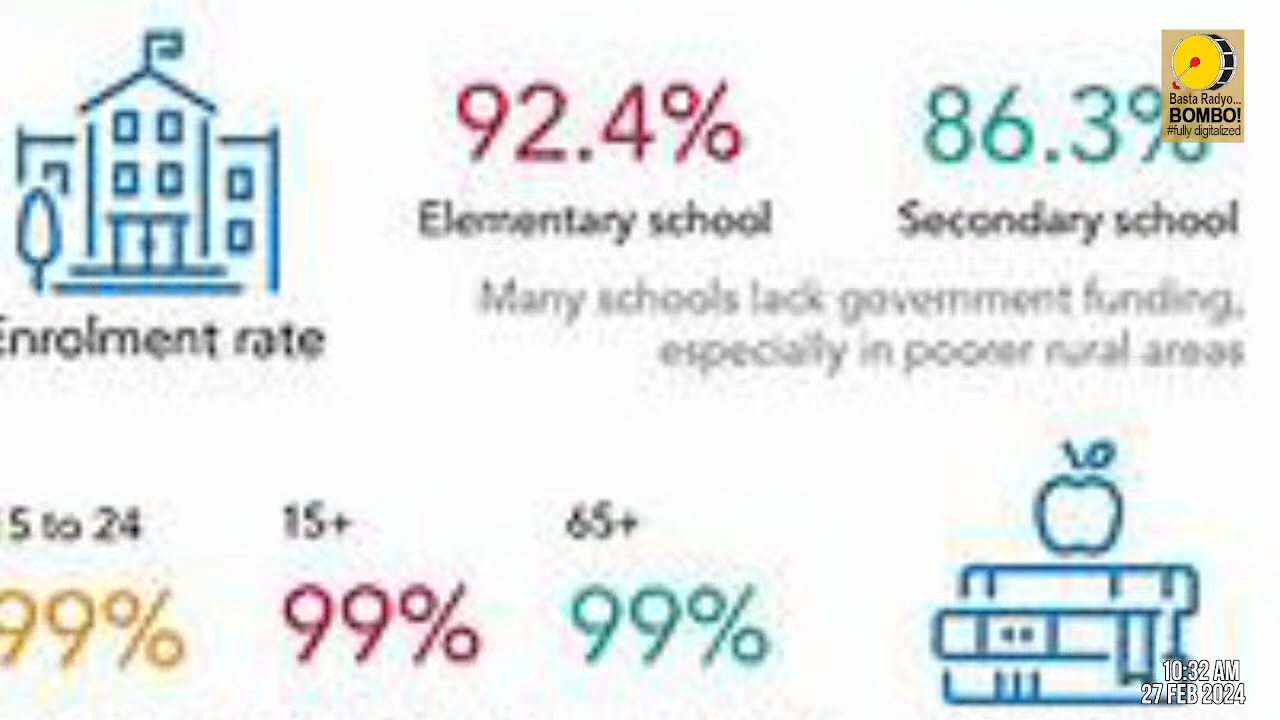 92.4%
86.3%
Elementary school
Secondary school
Many schools lack government funding,
especially in poorer rural areas
Enrolment rate
5 to 24
15+
65+
99%
99%
99%
Basta Radyo...
BOMBO!
#fully digitalized
10:32 AM
27 FEB 2024